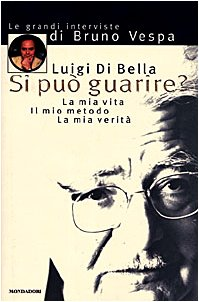 Le grandi interviste
di Bruno Vespa
Luigi Di Bella
Si può guarire?
La mia vita
Il mio metodo
La mia verità
MONDADORI